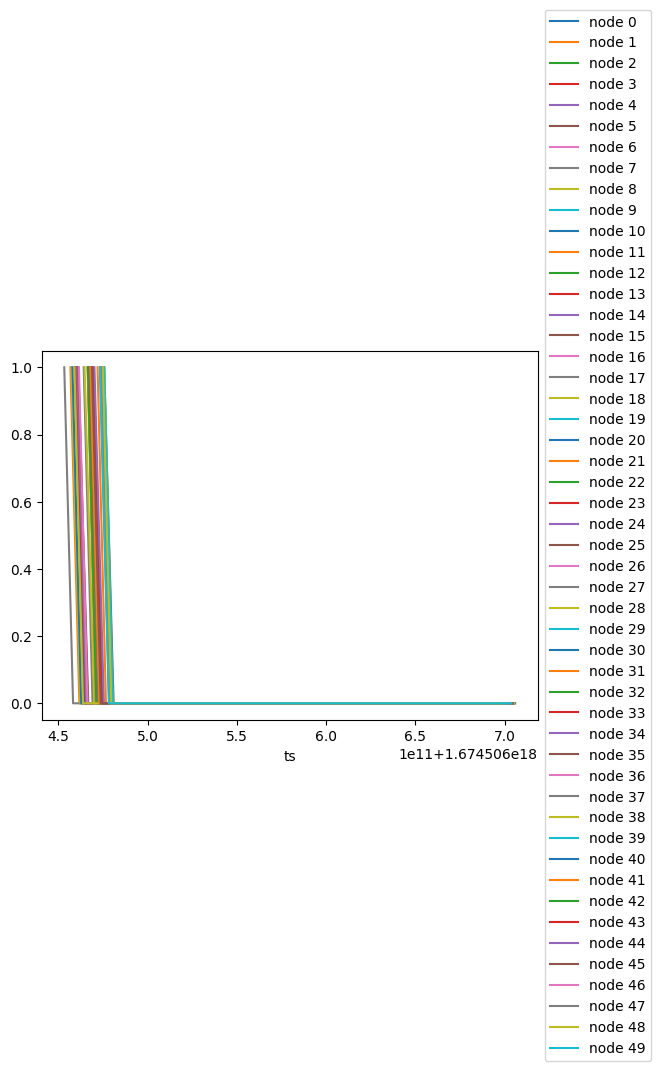 1.0
0.8
0.6
0.4
0.2
0.0
4.5 5.0 5.5 6.0 6.5 7.0
ts
1e11+1.674506e18
node 0
node 1
node 2
node 3
node 4
node 5
node 6
node 7
node 8
node 9
node 10
node 11
node 12
node 13
node 14
node 15
node 16
node 17
node 18
node 19
node 20
node 21
node 22
node 23
node 24
node 25
node 26
node 27
node 28
node 29
node 30
node 31
node 32
node 33
node 34
node 35
node 36
node 37
node 38
node 39
node 40
node 41
node 42
node 43
node 44
node 45
node 46
node 47
node 48
node 49